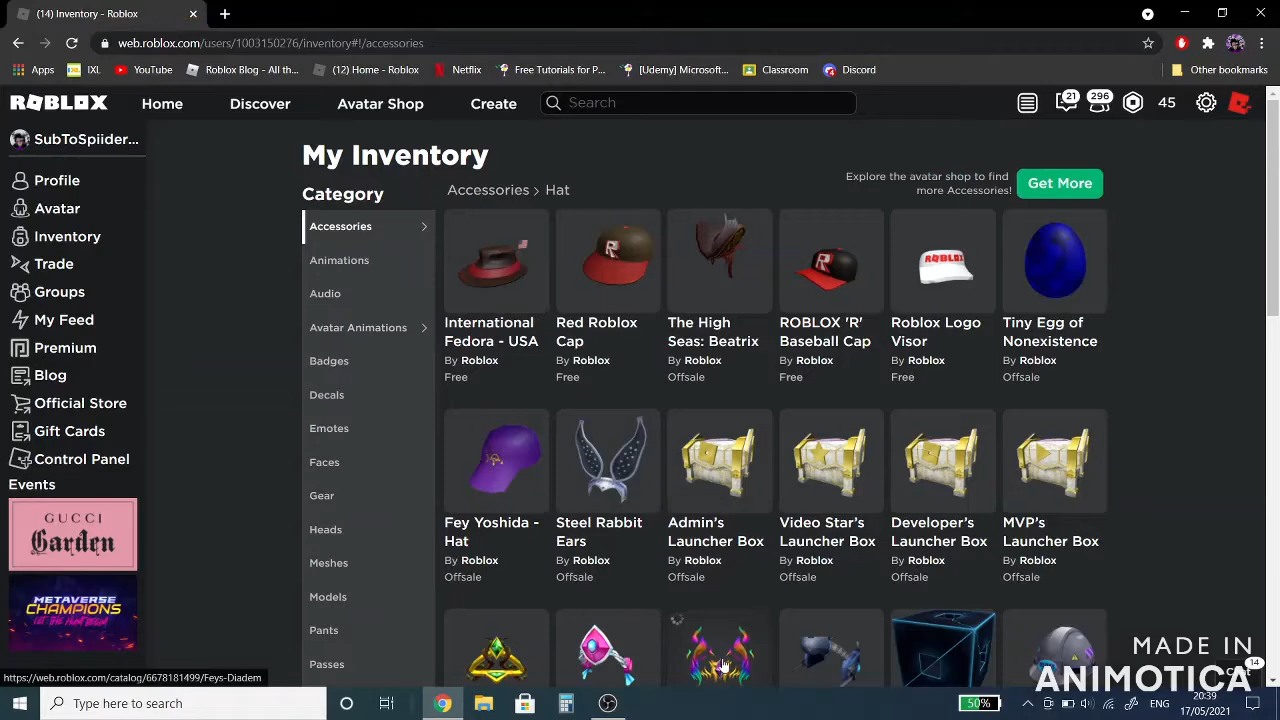 (14) Inventory - Roblox
web.roblox.com/users/1003150276/inventory#!/accessories
Apps IXL YouTube Roblox Blog - All th... (12) Home - Roblox Netflix Free Tutorials for P... [Udemy] Microsoft... Classroom Discord Other bookmarks
ROBLOX Home Discover Avatar Shop Create Search 21 296 45
SubToSpiider...
Profile
Avatar
Inventory
Trade
Groups
My Feed
Premium
Blog
Official Store
Gift Cards
Control Panel
Events
GUCCI
Garden
METAVERSE
CHAMPIONS
LET THE HUNT BEGIN
My Inventory
Category
Accessories
Animations
Audio
Avatar Animations
Badges
Decals
Emotes
Faces
Gear
Heads
Meshes
Models
Pants
Passes
Accessories > Hat
Explore the avatar shop to find
more Accessories!
Get More
International
Fedora - USA
By Roblox
Free
Red Roblox
Cap
By Roblox
Free
The High
Seas: Beatrix
By Roblox
Offsale
ROBLOX 'R'
Baseball Cap
By Roblox
Free
ROBLOX
Roblox Logo
Visor
By Roblox
Free
Tiny Egg of
Nonexistence
By Roblox
Offsale
Fey Yoshida -
Hat
By Roblox
Offsale
Steel Rabbit
Ears
By Roblox
Offsale
Admin's
Launcher Box
By Roblox
Offsale
Video Star's
Launcher Box
By Roblox
Offsale
Developer's
Launcher Box
By Roblox
Offsale
MVP's
Launcher Box
By Roblox
Offsale
MADE IN
ANIMOTICA
14
https://web.roblox.com/catalog/6678181499/Feys-Diadem
Type here to search
50%
ENG
20:39
17/05/2021